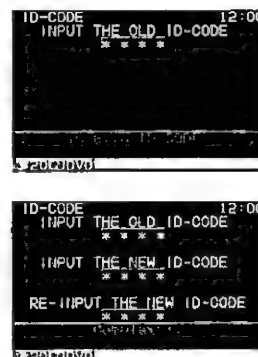 ID-CODE 12:00
INPUT THE OLD ID-CODE
* * * *
ID-CODE 12:00
INPUT THE OLD ID-CODE
* * * *
INPUT THE NEW ID-CODE
* * * *
RE-INPUT THE NEW ID-CODE
* * * *